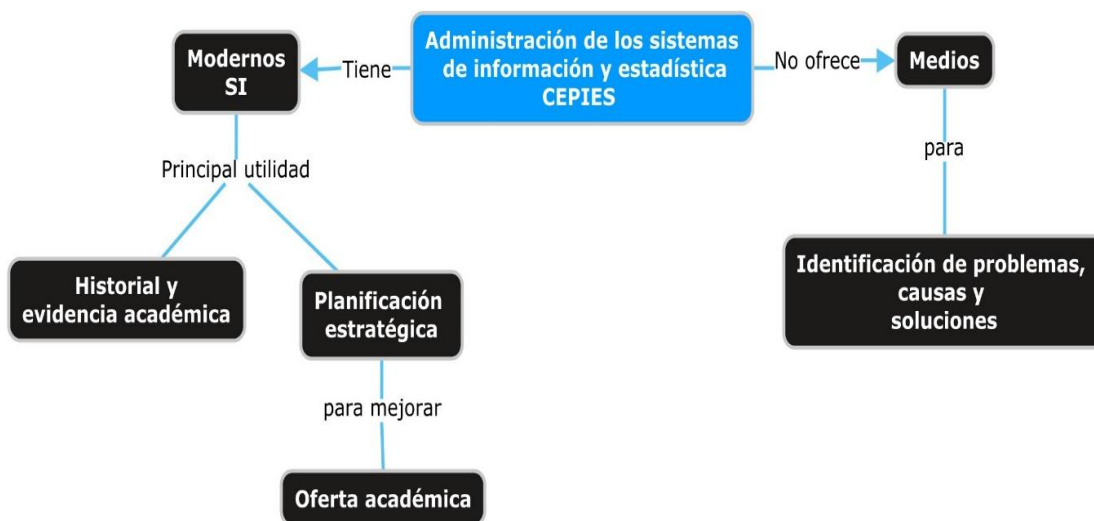 Administración de los sistemas
de información y estadística
CEPIES
Tiene
Modernos
SI
No ofrece
Medios
Principal utilidad
para
Historial y
evidencia académica
Planificación
estratégica
Identificación de problemas,
causas y
soluciones
para mejorar
Oferta académica